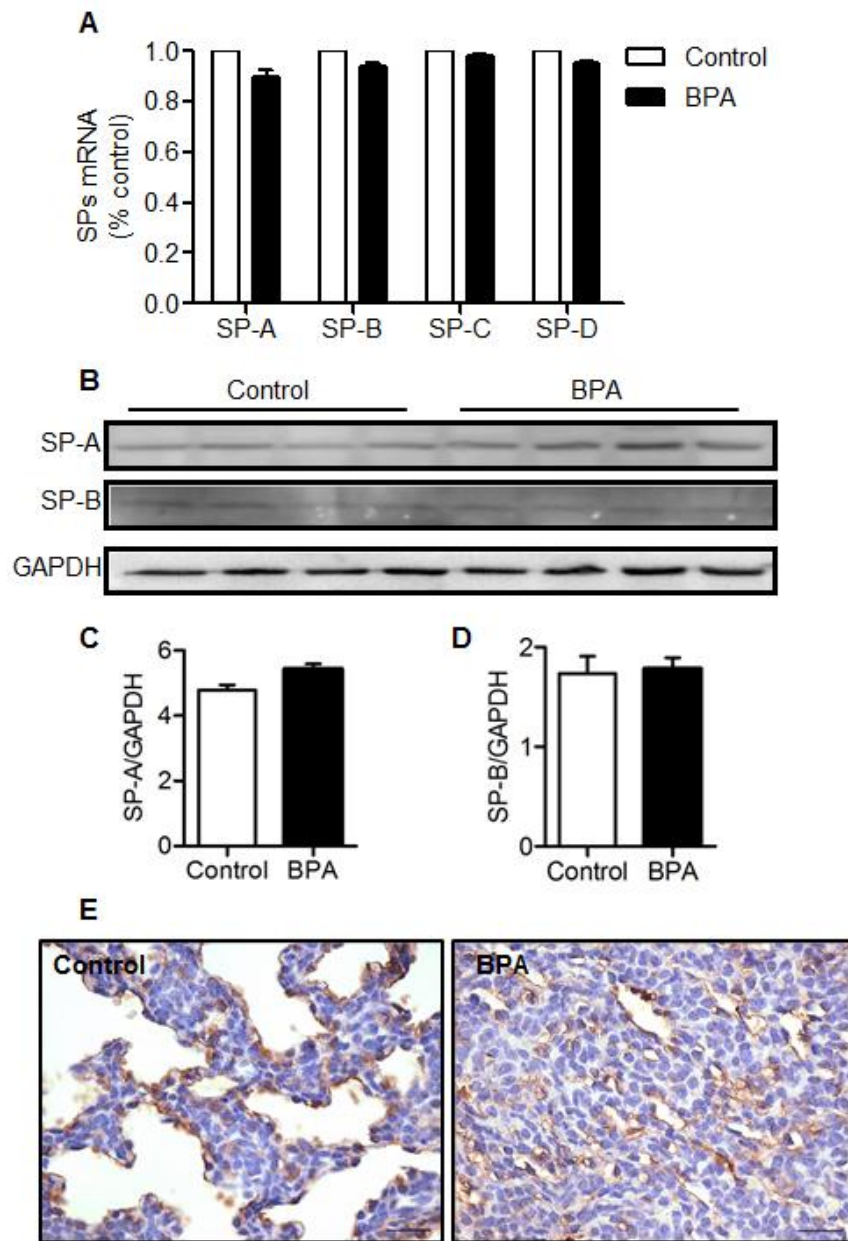 A
SPs mRNA
(% control)
1.0
0.8
0.6
0.4
0.2
0.0
SP-A SP-B SP-C SP-D
Control
BPA
B
Control BPA
SP-A
SP-B
GAPDH
C
SP-A/GAPDH
6
4
2
0
Control BPA
D
SP-B/GAPDH
2
1
0
Control BPA
E
Control
BPA